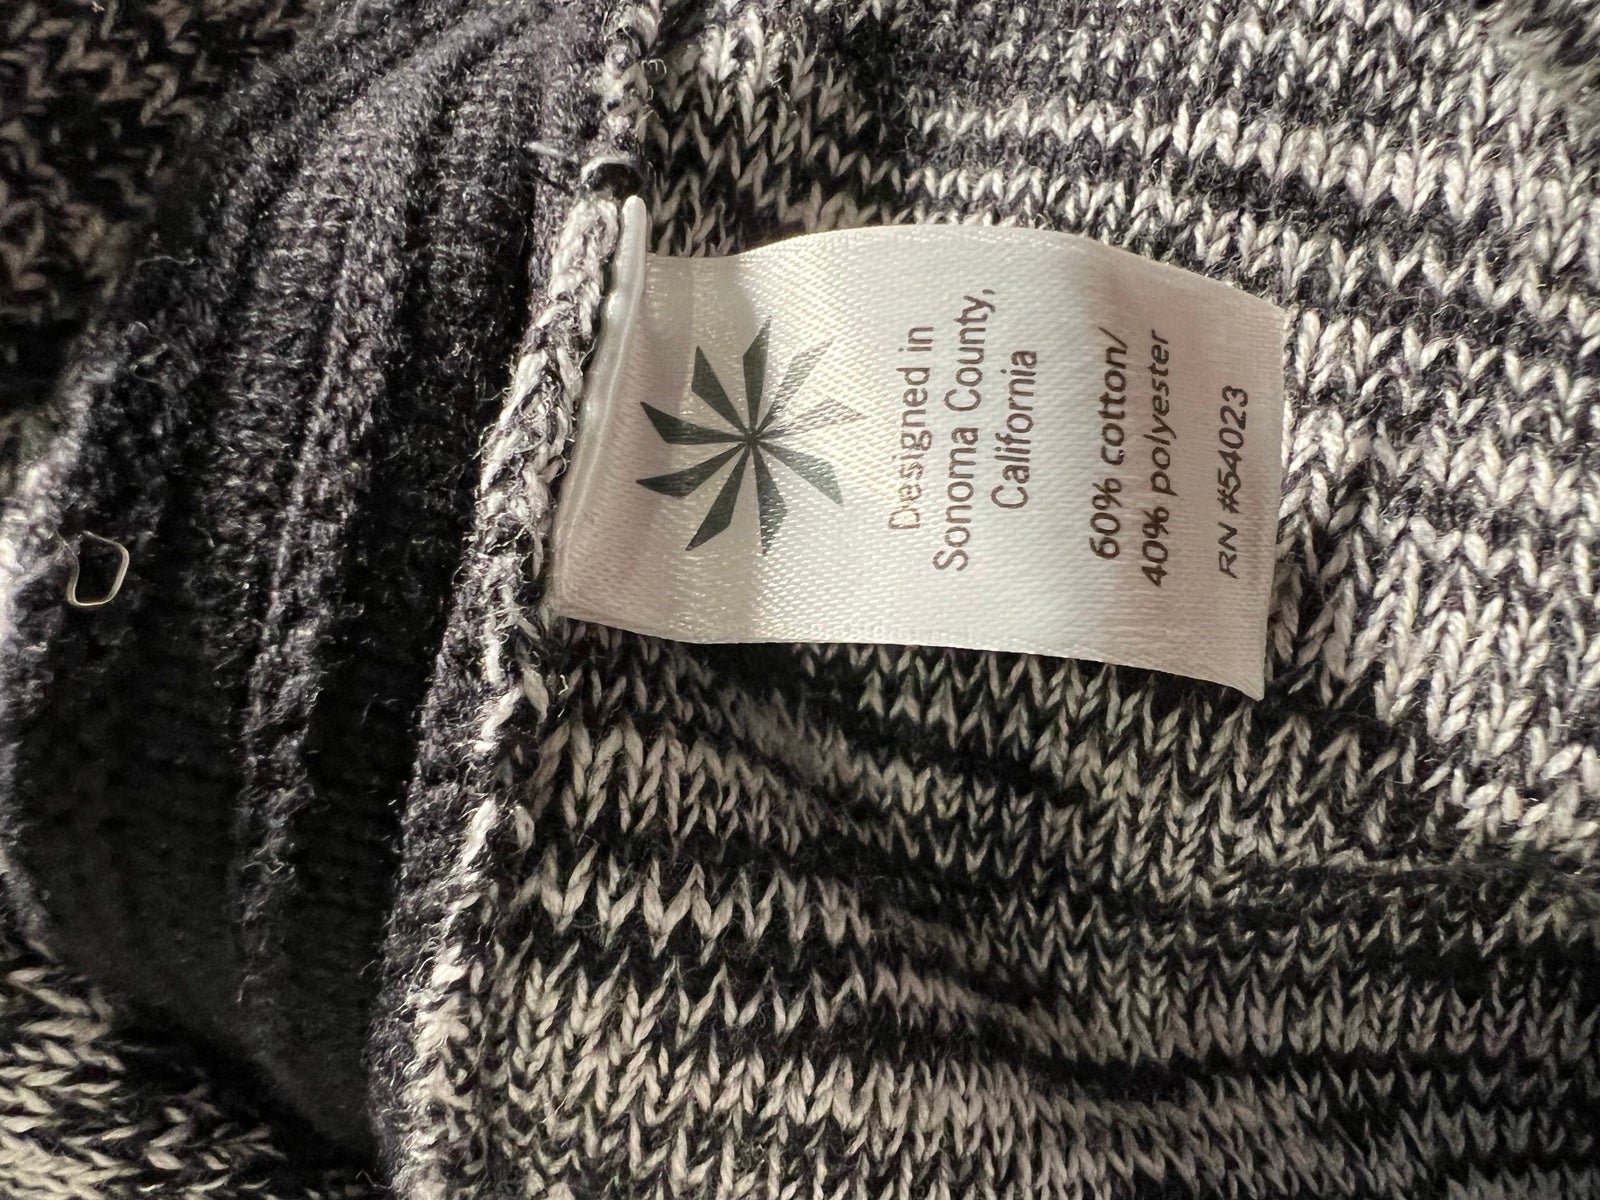 Designed in
Sonoma County,
California
60% cotton/
40% polyester
RN #54023